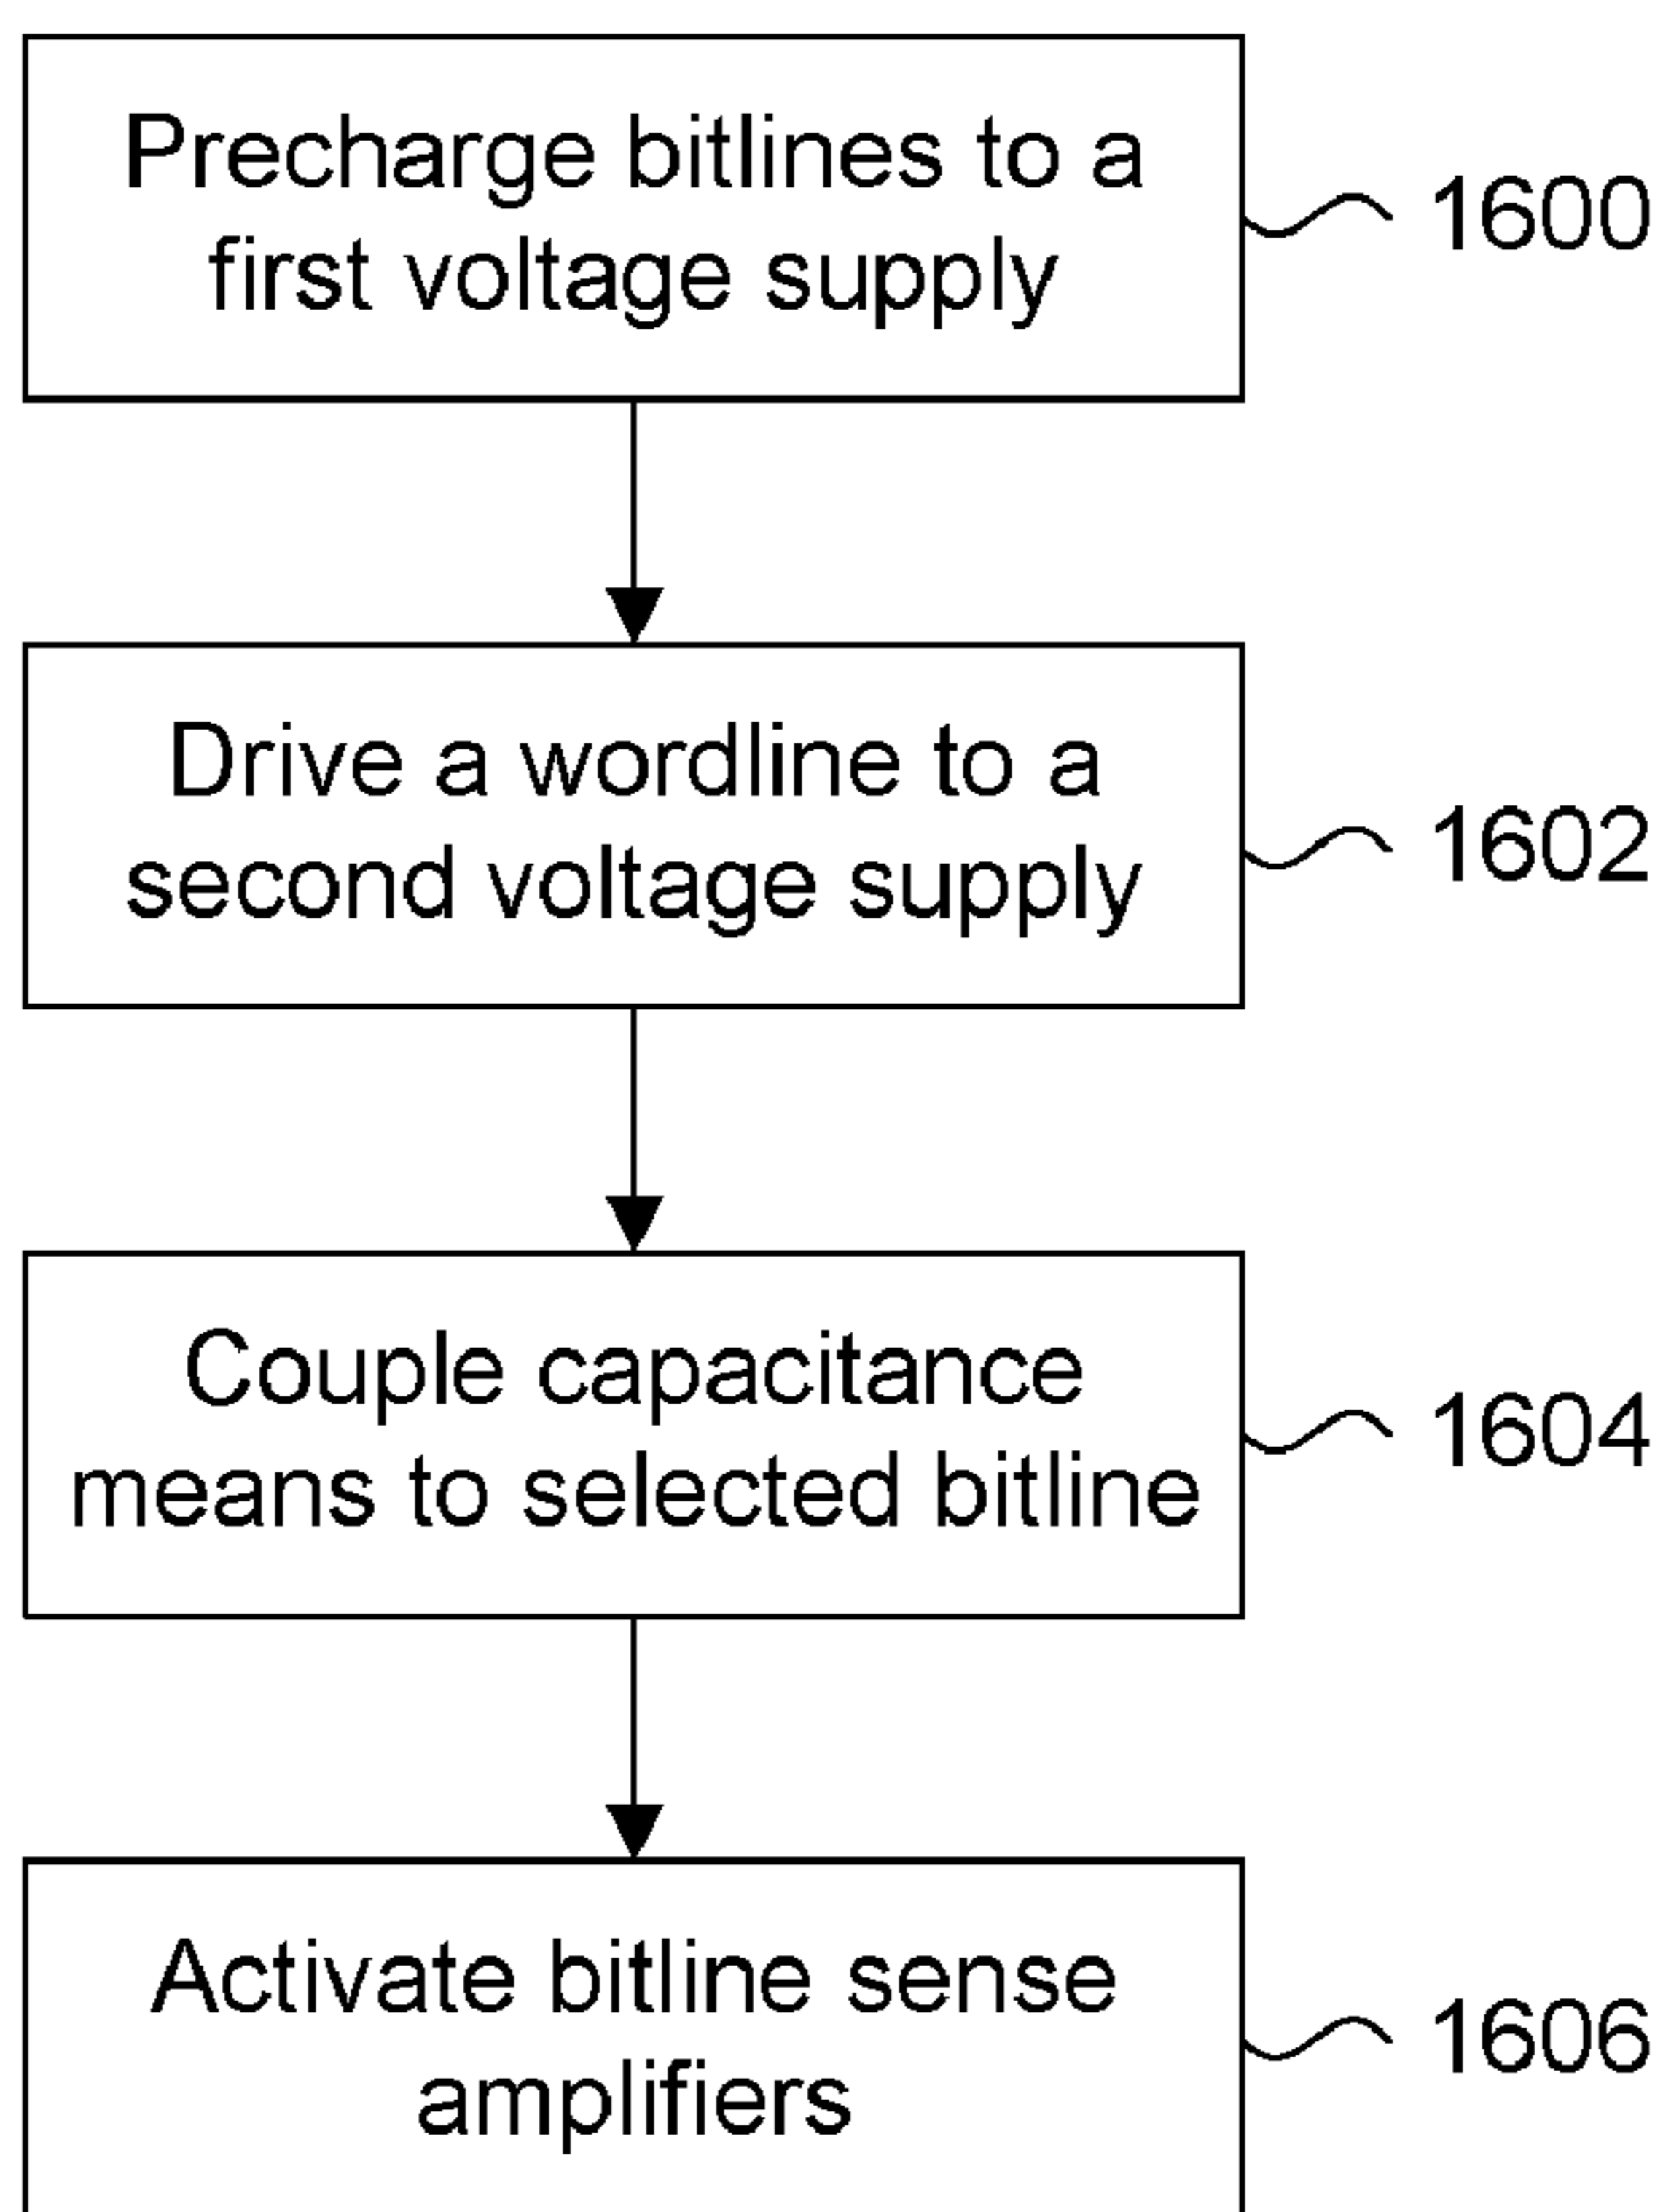 Precharge bitlines to a
first voltage supply
1600
Drive a wordline to a
second voltage supply
1602
Couple capacitance
means to selected bitline
1604
Activate bitline sense
amplifiers
1606